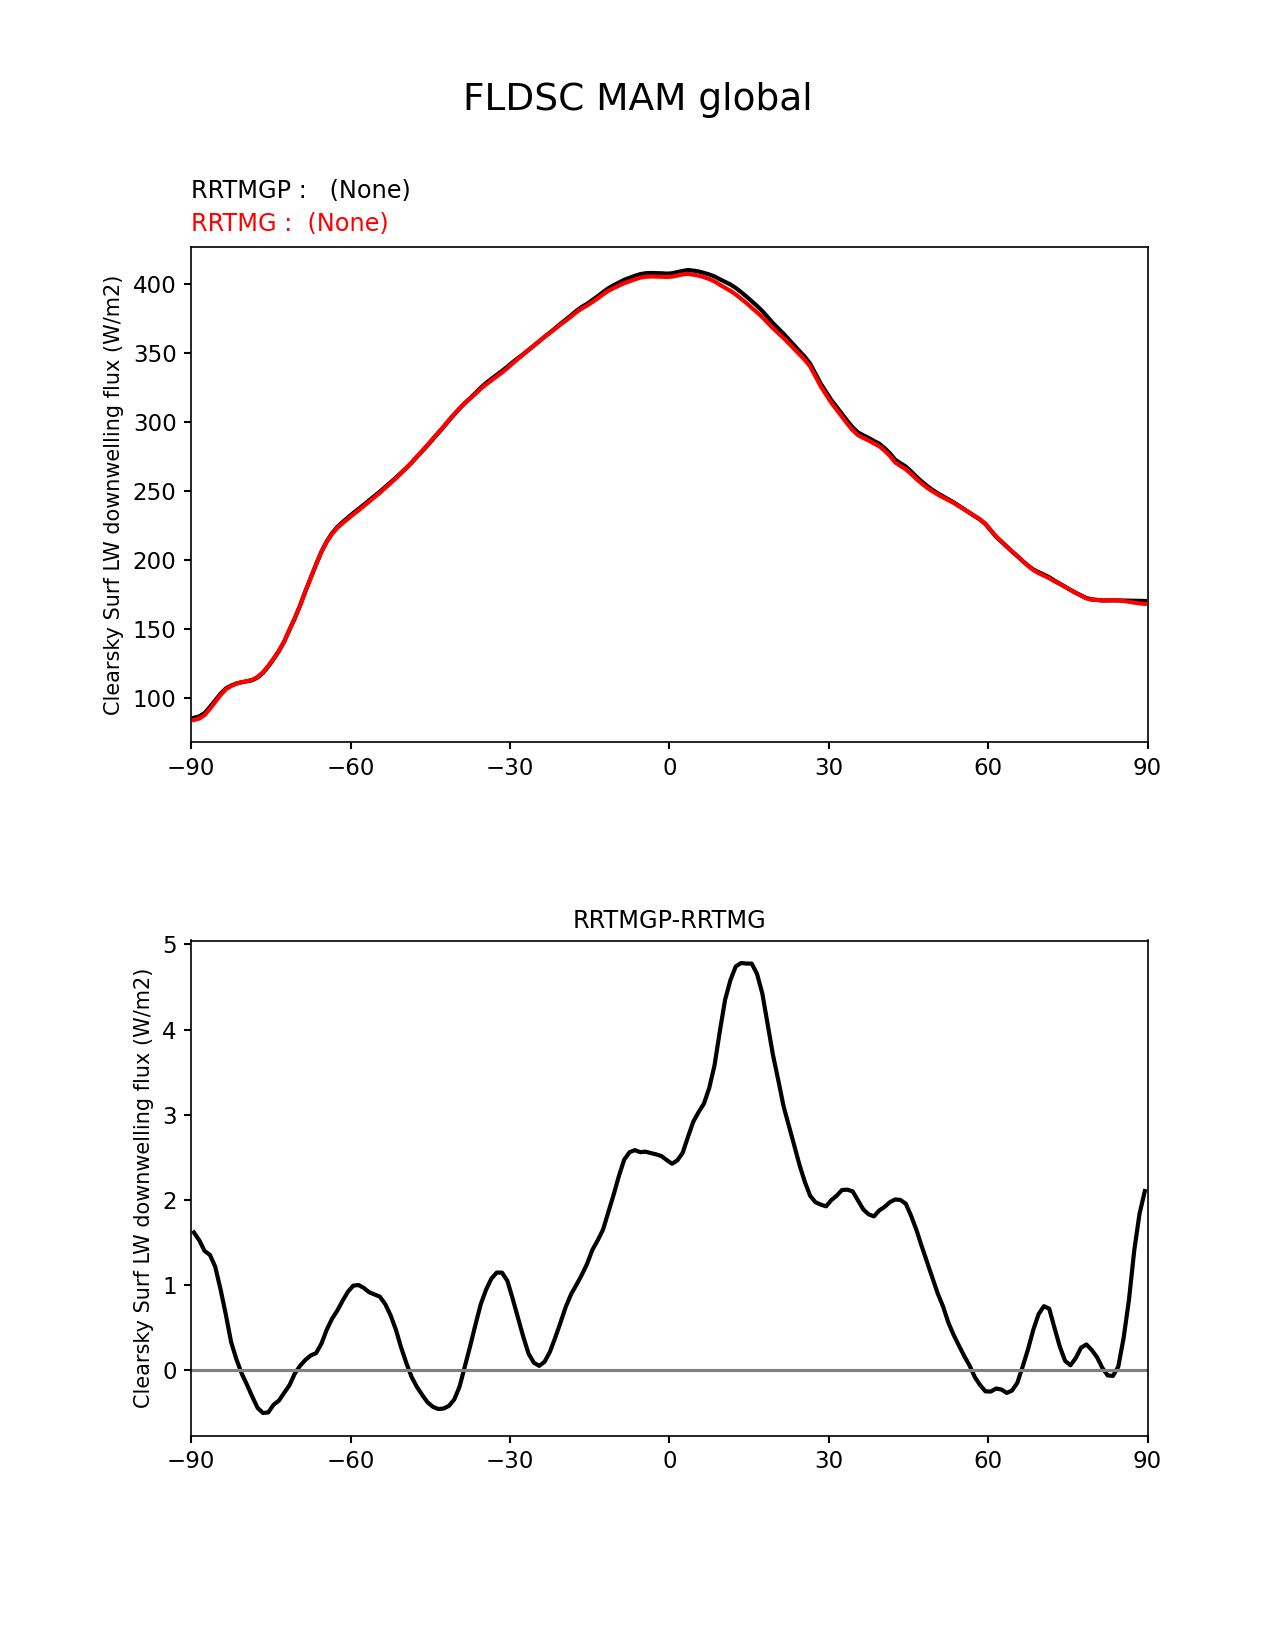 FLDSC MAM global
RRTMGP :   (None)
RRTMG :  (None)
Clearsky Surf LW downwelling flux (W/m2)
400
350
300
250
200
150
100
−90 −60 −30 0 30 60 90
RRTMGP-RRTMG
Clearsky Surf LW downwelling flux (W/m2)
5
4
3
2
1
0
−90 −60 −30 0 30 60 90